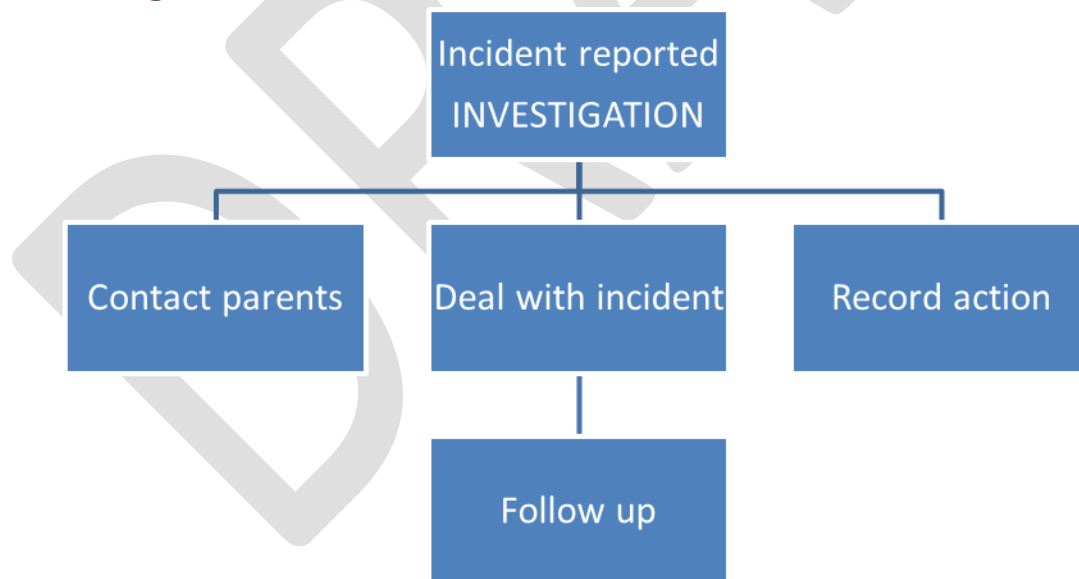 Incident reported
INVESTIGATION
Contact parents
Deal with incident
Record action
Follow up